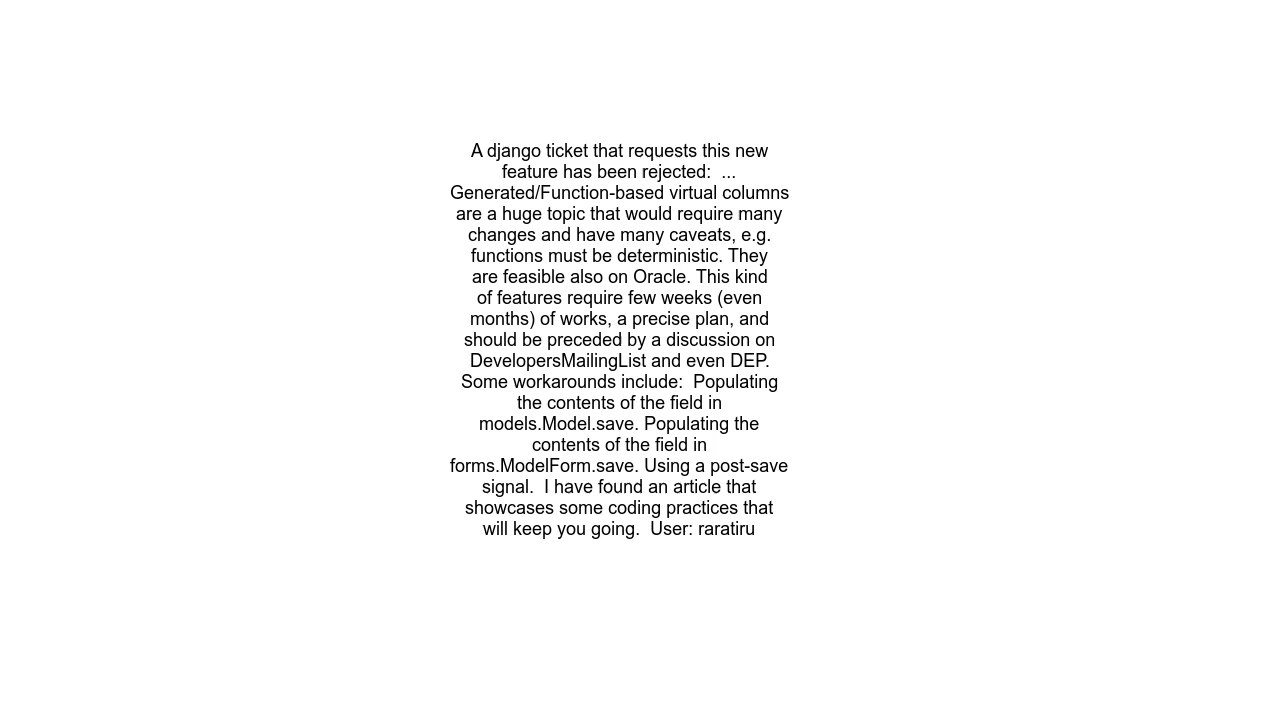 A django ticket that requests this new
feature has been rejected:  ...
Generated/Function-based virtual columns
are a huge topic that would require many
changes and have many caveats, e.g.
functions must be deterministic. They
are feasible also on Oracle. This kind
of features require few weeks (even
months) of works, a precise plan, and
should be preceded by a discussion on
DevelopersMailingList and even DEP.
Some workarounds include:  Populating
the contents of the field in
models.Model.save. Populating the
contents of the field in
forms.ModelForm.save. Using a post-save
signal.  I have found an article that
showcases some coding practices that
will keep you going.  User: raratiru